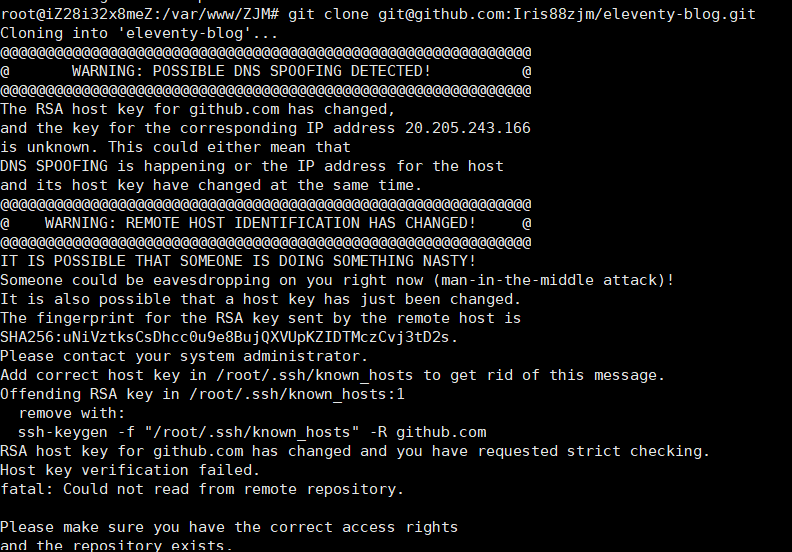 root@iZ28i32x8meZ:/var/www/ZJM# git clone git@github.com:Iris88zjm/eleventy-blog.git
Cloning into 'eleventy-blog'...
@@@@@@@@@@@@@@@@@@@@@@@@@@@@@@@@@@@@@@@@@@@@@@@@@@@@@@@@@@@
@       WARNING: POSSIBLE DNS SPOOFING DETECTED!          @
@@@@@@@@@@@@@@@@@@@@@@@@@@@@@@@@@@@@@@@@@@@@@@@@@@@@@@@@@@@
The RSA host key for github.com has changed,
and the key for the corresponding IP address 20.205.243.166
is unknown. This could either mean that
DNS SPOOFING is happening or the IP address for the host
and its host key have changed at the same time.
@@@@@@@@@@@@@@@@@@@@@@@@@@@@@@@@@@@@@@@@@@@@@@@@@@@@@@@@@@@
@    WARNING: REMOTE HOST IDENTIFICATION HAS CHANGED!     @
@@@@@@@@@@@@@@@@@@@@@@@@@@@@@@@@@@@@@@@@@@@@@@@@@@@@@@@@@@@
IT IS POSSIBLE THAT SOMEONE IS DOING SOMETHING NASTY!
Someone could be eavesdropping on you right now (man-in-the-middle attack)!
It is also possible that a host key has just been changed.
The fingerprint for the RSA key sent by the remote host is
SHA256:uNiVztksCsDhcc0u9e8BujQXVUpKZIDTMczCvj3tD2s.
Please contact your system administrator.
Add correct host key in /root/.ssh/known_hosts to get rid of this message.
Offending RSA key in /root/.ssh/known_hosts:1
  remove with:
  ssh-keygen -f "/root/.ssh/known_hosts" -R github.com
RSA host key for github.com has changed and you have requested strict checking.
Host key verification failed.
fatal: Could not read from remote repository.

Please make sure you have the correct access rights
and the repository exists.